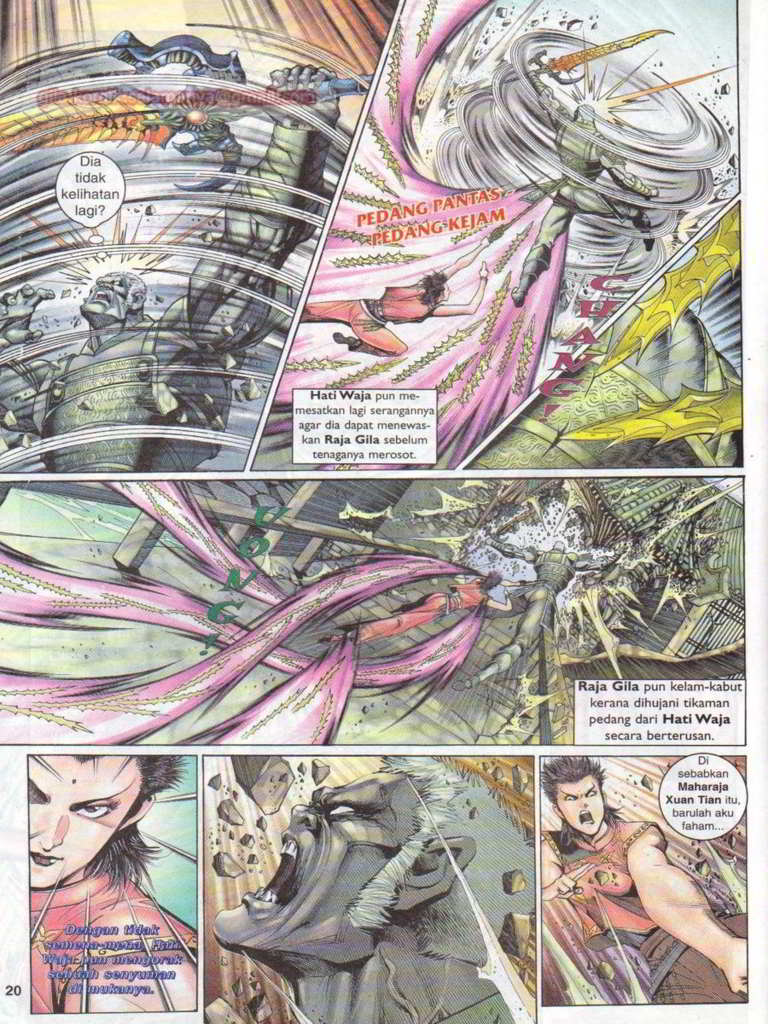 Dia
tidak
kelihatan
lagi?
PEDANG PANTAS
PEDANG KEJAM
CHANG!
Hati Waja pun me-
mesatkan lagi serangannya
agar dia dapat menewas-
kan Raja Gila sebelum
tenaganya merosot.
UONG!
Raja Gila pun kelam-kabut
kerana dihujani tikaman
pedang dari Hati Waja
secara berterusan.
Dengan tidak
semena-mena, Hati
Waja pun mengorak
sebuah senyuman
di mukanya.
Di
sebabkan
Maharaja
Xuan Tian itu,
barulah aku
faham...
20